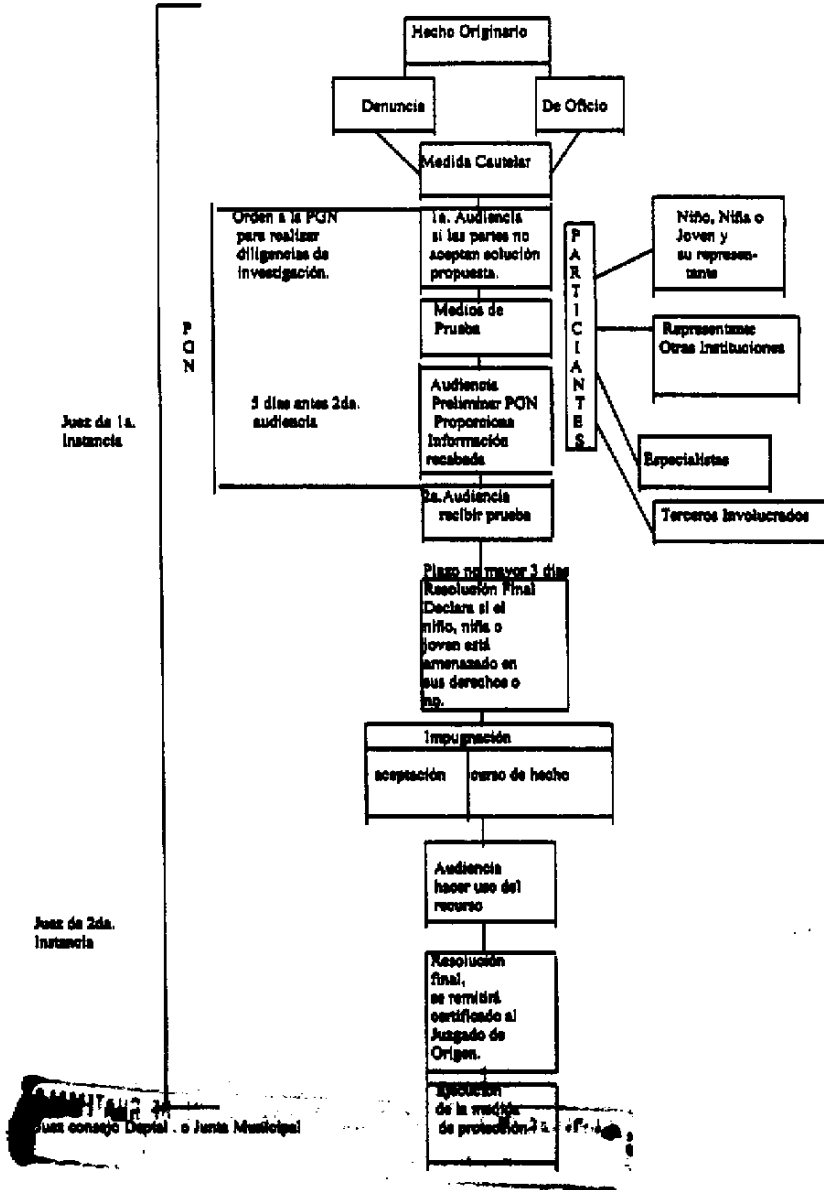 Hecho Originario
Denuncia
De Oficio
Medida Cautelar
Orden a la PGN
para realizar
diligencias de
investigación.
1a. Audiencia
si las partes no
aceptan solución
propuesta.
PARTICIANTES
Niño, Niña o
Joven y
su represen-
tante
Medios de
Prueba
Representante
Otras Instituciones
PGN
Juez de 1a.
Instancia
5 días antes 2da.
audiencia
Audiencia
Preliminar PGN
Proporciona
Información
recabada
Especialistas
2a.Audiencia
recibir prueba
Terceros Involucrados
Plazo no mayor 3 días
Resolución Final
Declara si el
niño, niña o
joven está
amenazado en
sus derechos o
no.
Impugnación
aceptación
curso de hecho
Audiencia
hacer uso del
recurso
Juez de 2da.
Instancia
Resolución
final,
se remitirá
certificado al
Juzgado de
Origen.
Ejecución
de la medida
de protección
Juez consejo Deptal . o Junta Municipal